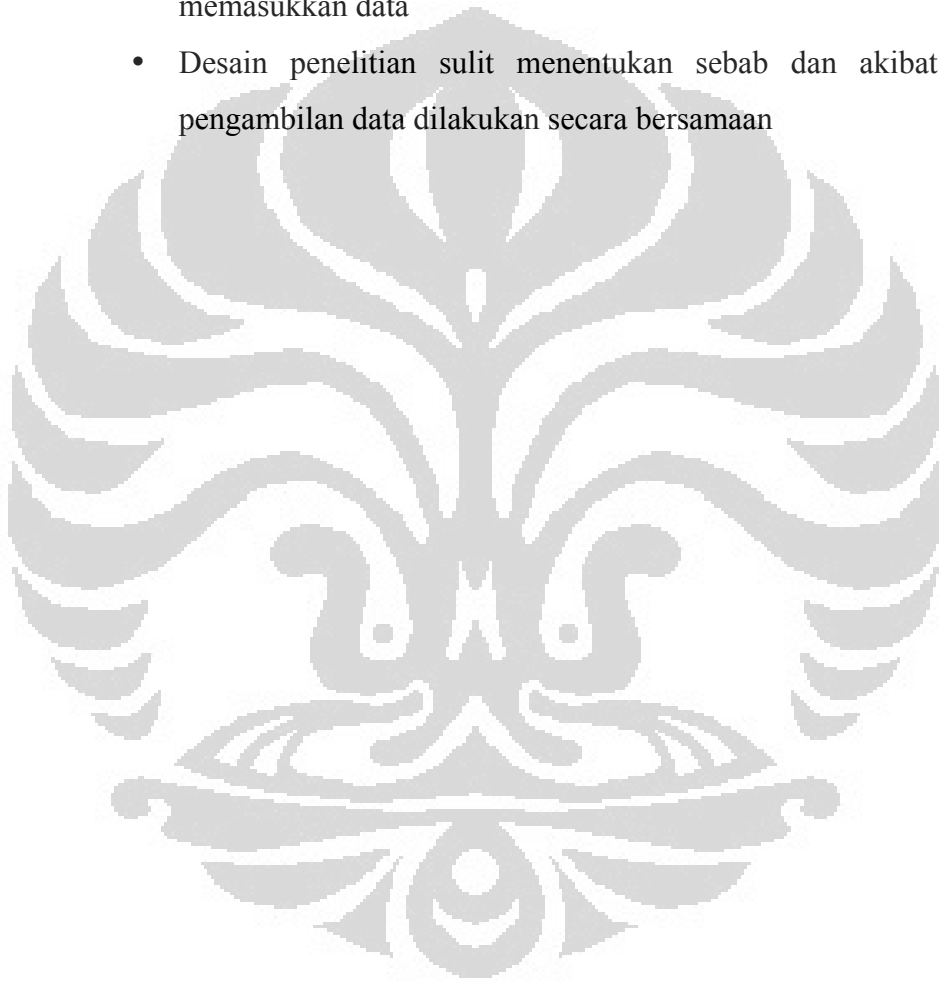 memasukkan data
• Desain penelitian sulit menentukan sebab dan akibat
pengambilan data dilakukan secara bersamaan